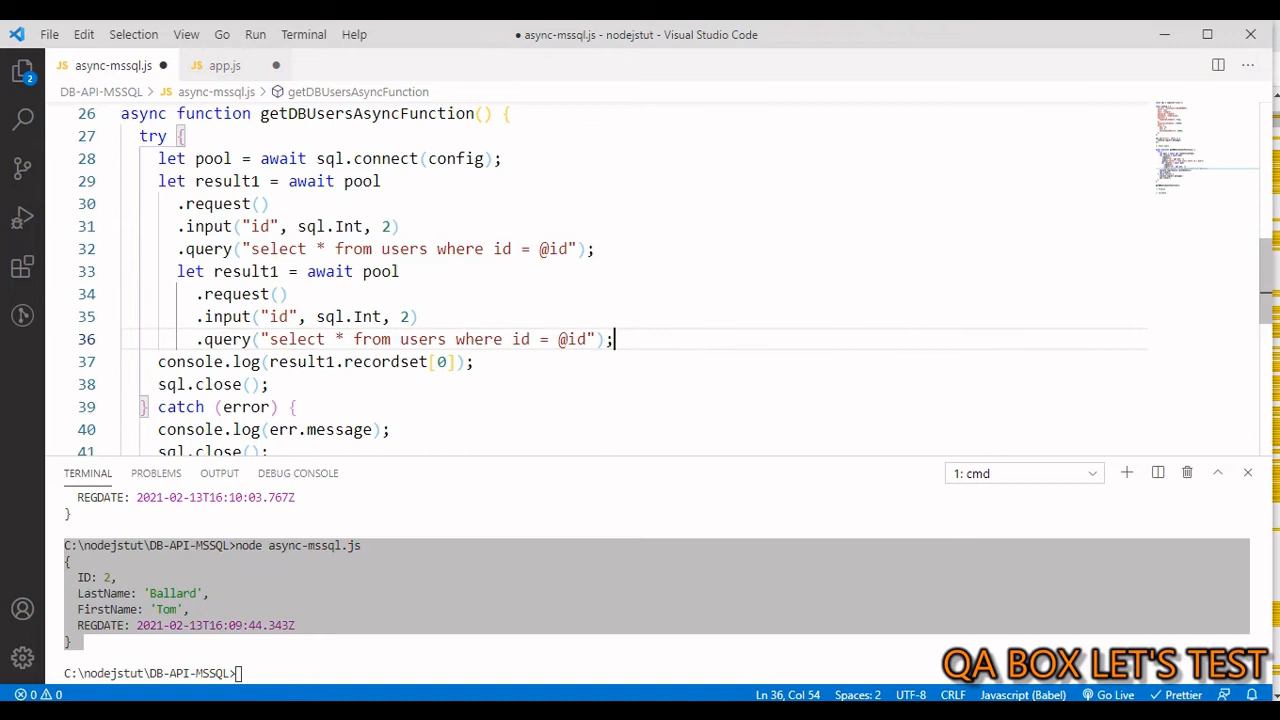 File Edit Selection View Go Run Terminal Help
● async-mssql.js - nodejstut - Visual Studio Code
2
JS async-mssql.js ● JS app.js ●
DB-API-MSSQL > JS async-mssql.js > getDBUsersAsyncFunction
26 async function getDBUsersAsyncFunction() {
27 try {
28 let pool = await sql.connect(config);
29 let result1 = await pool
30 .request()
31 .input("id", sql.Int, 2)
32 .query("select * from users where id = @id");
33 let result1 = await pool
34 .request()
35 .input("id", sql.Int, 2)
36 .query("select * from users where id = @id");
37 console.log(result1.recordset[0]);
38 sql.close();
39 } catch (error) {
40 console.log(err.message);
41 sql.close();
TERMINAL PROBLEMS OUTPUT DEBUG CONSOLE
1: cmd
REGDATE: 2021-02-13T16:10:03.767Z
}
C:\nodejstut\DB-API-MSSQL>node async-mssql.js
{
ID: 2,
LastName: 'Ballard',
FirstName: 'Tom',
REGDATE: 2021-02-13T16:09:44.343Z
}
C:\nodejstut\DB-API-MSSQL>
QA BOX LET'S TEST
0 0
Ln 36, Col 54 Spaces: 2 UTF-8 CRLF Javascript (Babel) Go Live Prettier